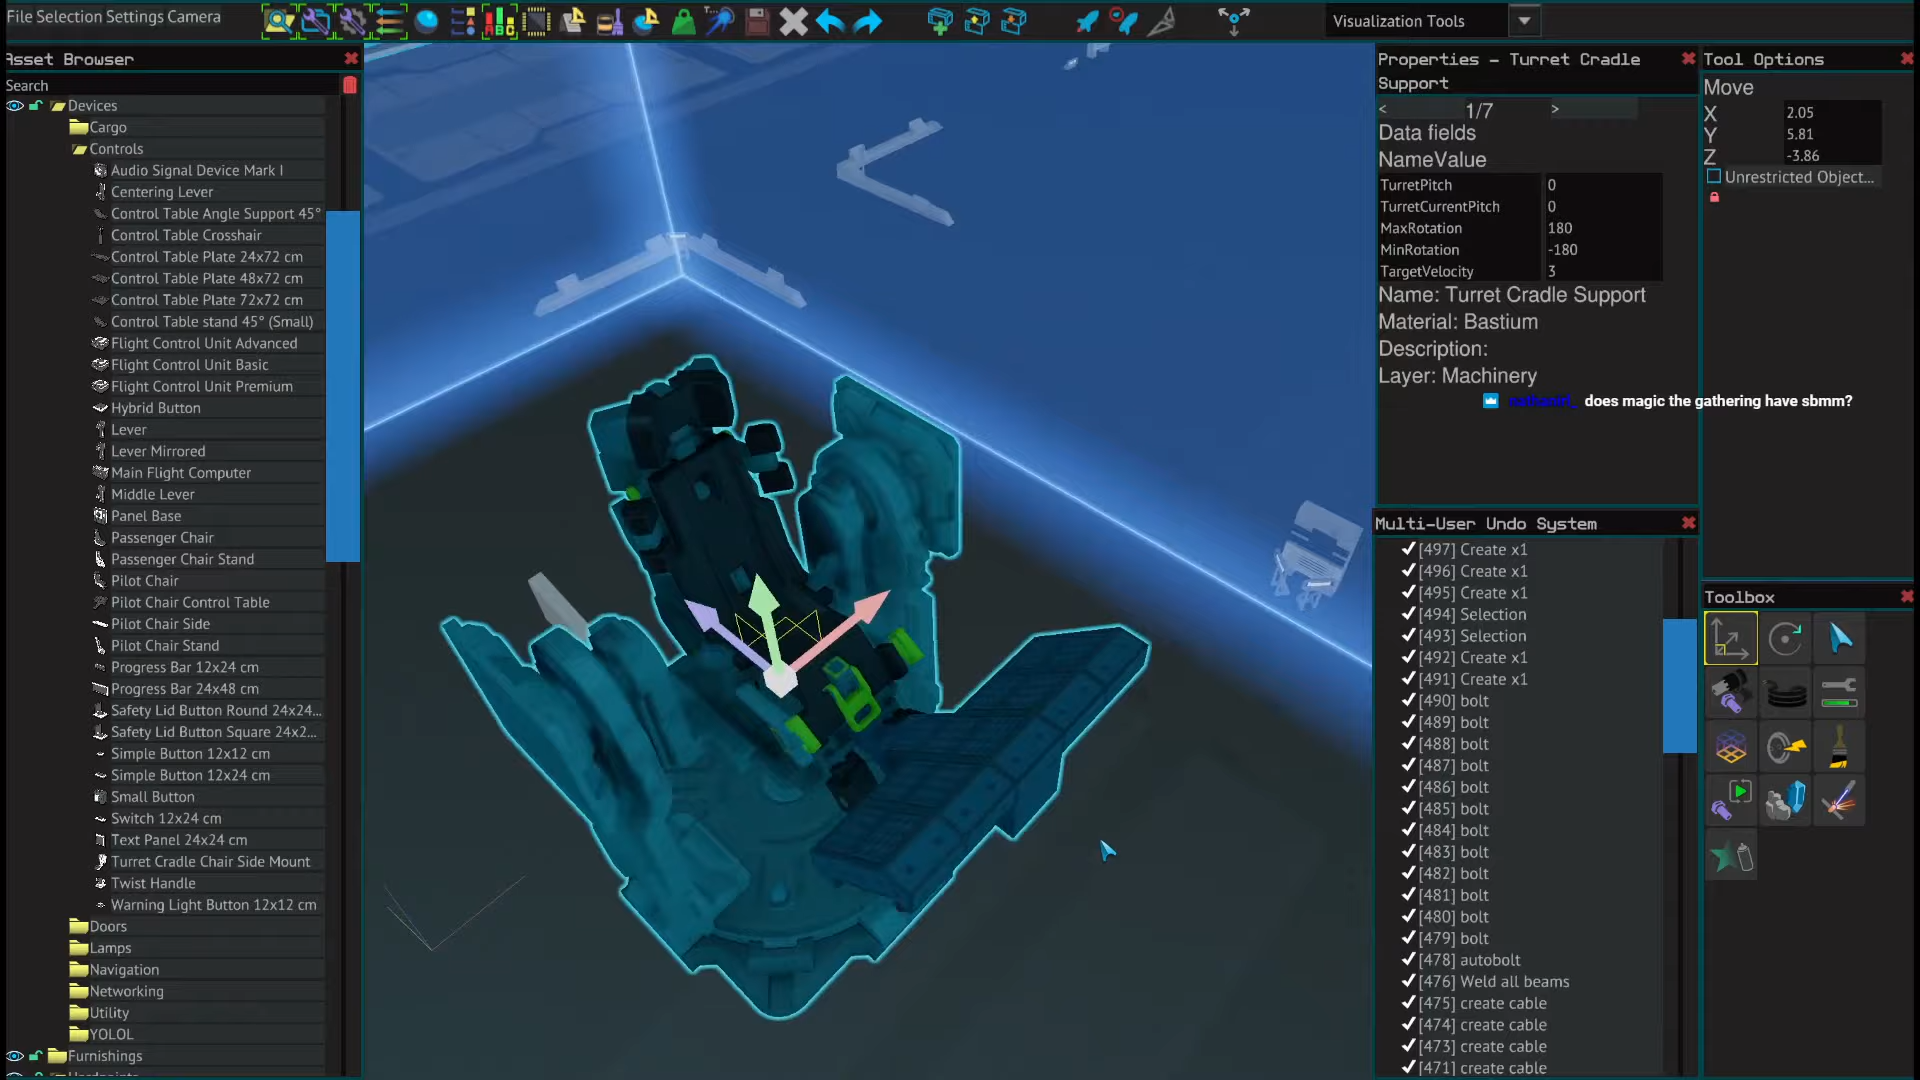 File Selection Settings Camera
Visualization Tools
Asset Browser
Search
Devices
Cargo
Controls
Audio Signal Device Mark I
Centering Lever
Control Table Angle Support 45°
Control Table Crosshair
Control Table Plate 24x72 cm
Control Table Plate 48x72 cm
Control Table Plate 72x72 cm
Control Table stand 45° (Small)
Flight Control Unit Advanced
Flight Control Unit Basic
Flight Control Unit Premium
Hybrid Button
Lever
Lever Mirrored
Main Flight Computer
Middle Lever
Panel Base
Passenger Chair
Passenger Chair Stand
Pilot Chair
Pilot Chair Control Table
Pilot Chair Side
Pilot Chair Stand
Progress Bar 12x24 cm
Progress Bar 24x48 cm
Safety Lid Button Round 24x24...
Safety Lid Button Square 24x2...
Simple Button 12x12 cm
Simple Button 12x24 cm
Small Button
Switch 12x24 cm
Text Panel 24x24 cm
Turret Cradle Chair Side Mount
Twist Handle
Warning Light Button 12x12 cm
Doors
Lamps
Navigation
Networking
Utility
YOLOL
Furnishings
Properties - Turret Cradle
Support
< 1/7 >
Data fields
NameValue
TurretPitch 0
TurretCurrentPitch 0
MaxRotation 180
MinRotation -180
TargetVelocity 3
Name: Turret Cradle Support
Material: Bastium
Description:
Layer: Machinery
does magic the gathering have sbmm?
Multi-User Undo System
[497] Create x1
[496] Create x1
[495] Create x1
[494] Selection
[493] Selection
[492] Create x1
[491] Create x1
[490] bolt
[489] bolt
[488] bolt
[487] bolt
[486] bolt
[485] bolt
[484] bolt
[483] bolt
[482] bolt
[481] bolt
[480] bolt
[479] bolt
[478] autobolt
[476] Weld all beams
[475] create cable
[474] create cable
[473] create cable
[471] create cable
Tool Options
Move
X 2.05
Y 5.81
Z -3.86
Unrestricted Object...
Toolbox